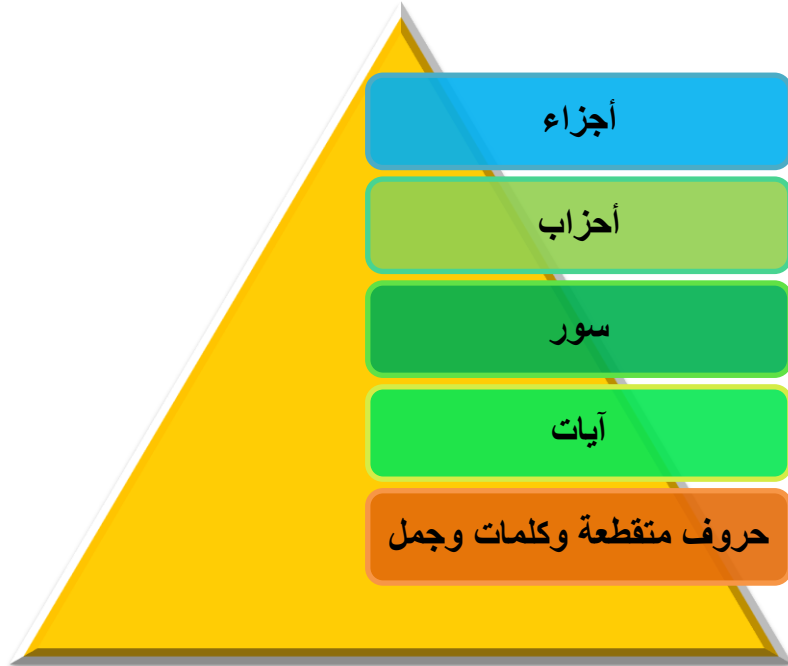 أجزاء
أحزاب
سور
آيات
حروف متقطعة وكلمات وجمل